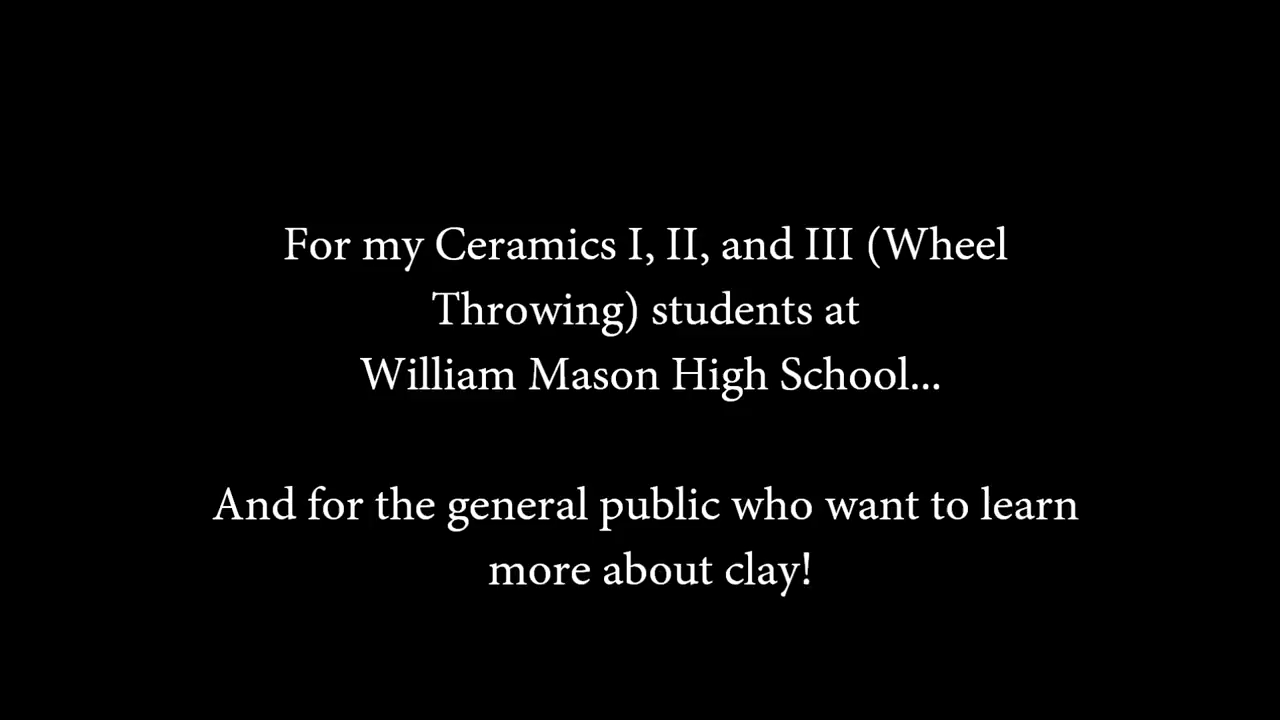 For my Ceramics I, II, and III (Wheel
Throwing) students at
William Mason High School...
And for the general public who want to learn
more about clay!